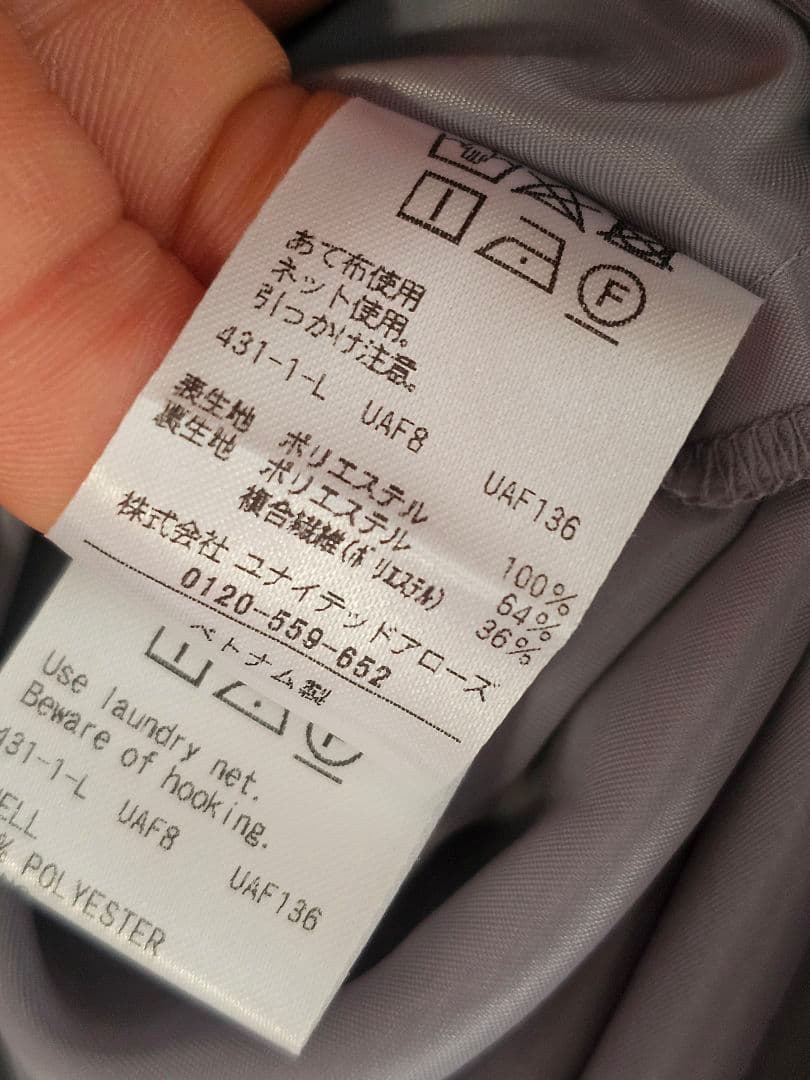 あて布使用
ネット使用。
引っかけ注意。
431-1-L UAF8 UAF136
表生地 ポリエステル 100%
裏生地 ポリエステル 64%
複合繊維(ポリエステル) 36%
株式会社 ユナイテッドアローズ
0120-559-652
ベトナム製
F
Use laundry net.
Beware of hooking.
431-1-L UAF8 UAF136
ELL
% POLYESTER